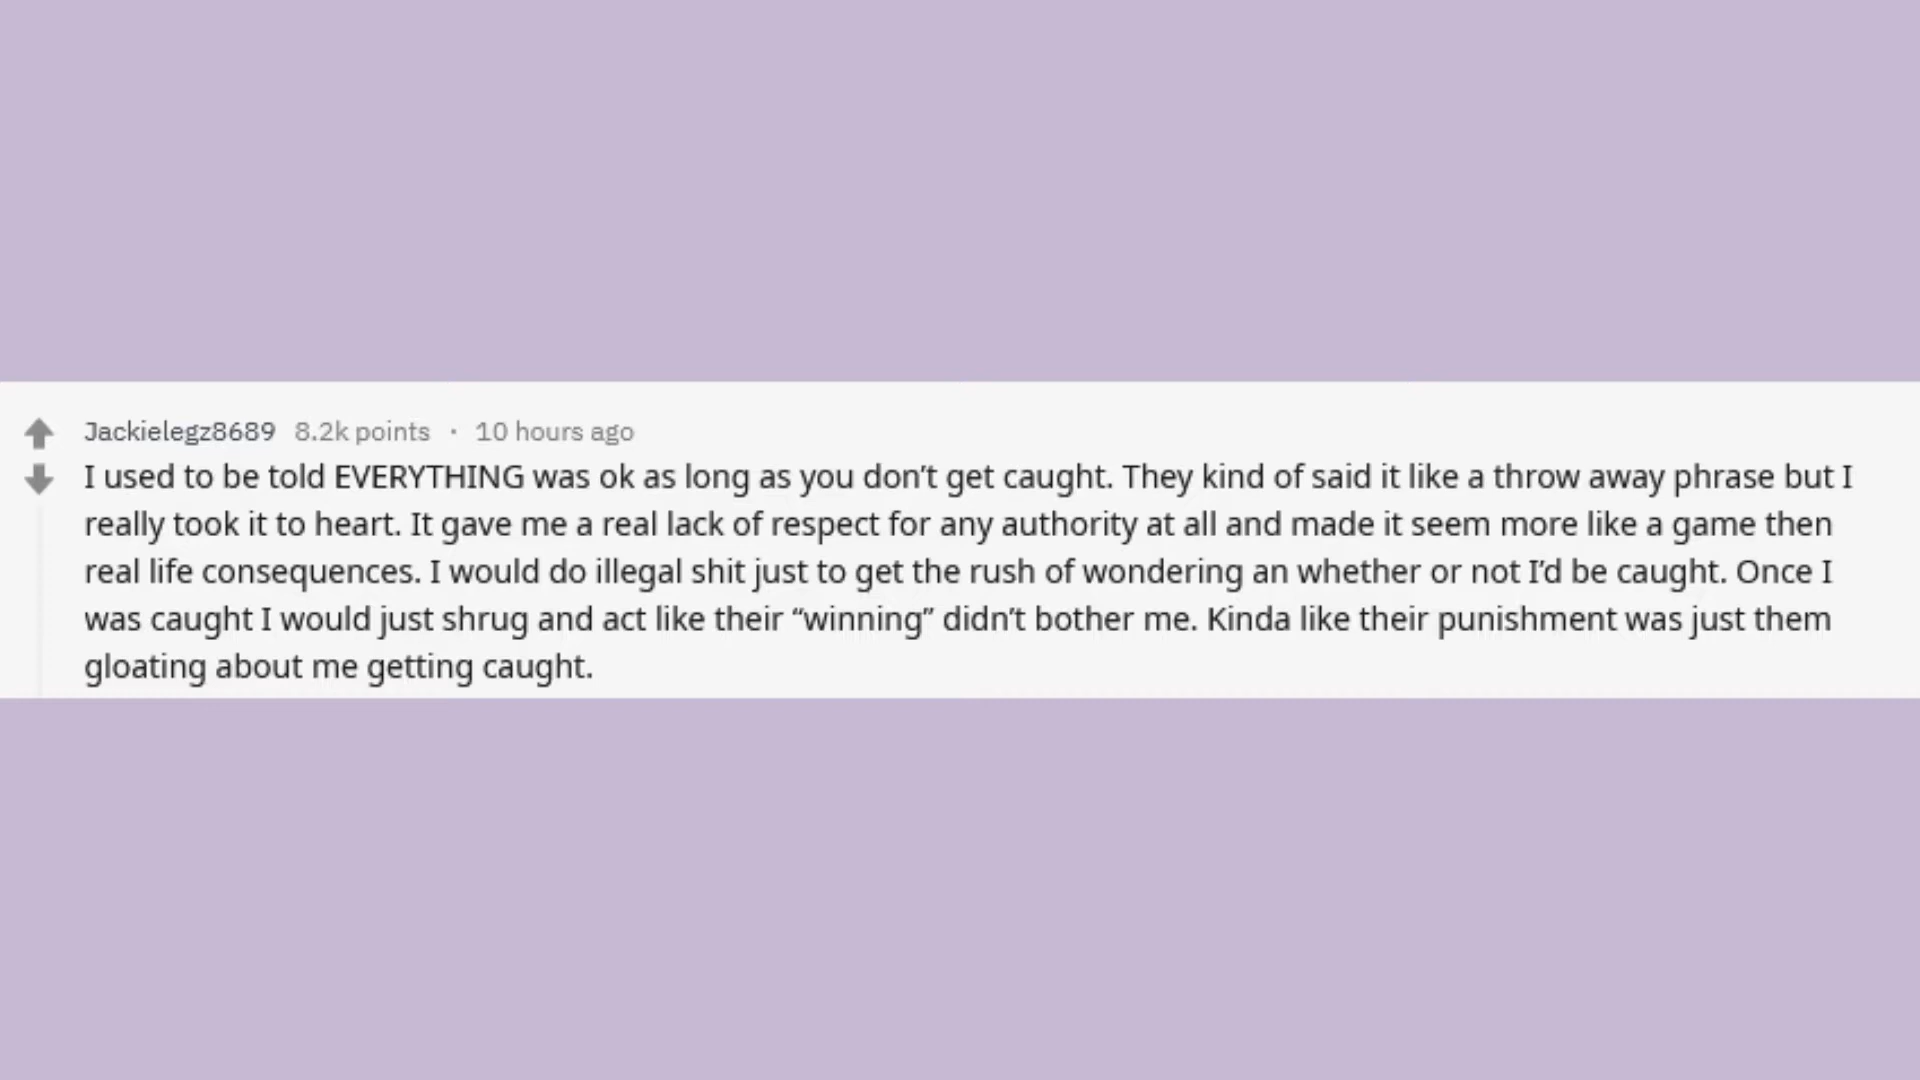 Jackielegz8689 8.2k points · 10 hours ago
I used to be told EVERYTHING was ok as long as you don’t get caught. They kind of said it like a throw away phrase but I
really took it to heart. It gave me a real lack of respect for any authority at all and made it seem more like a game then
real life consequences. I would do illegal shit just to get the rush of wondering an whether or not I’d be caught. Once I
was caught I would just shrug and act like their “winning” didn’t bother me. Kinda like their punishment was just them
gloating about me getting caught.